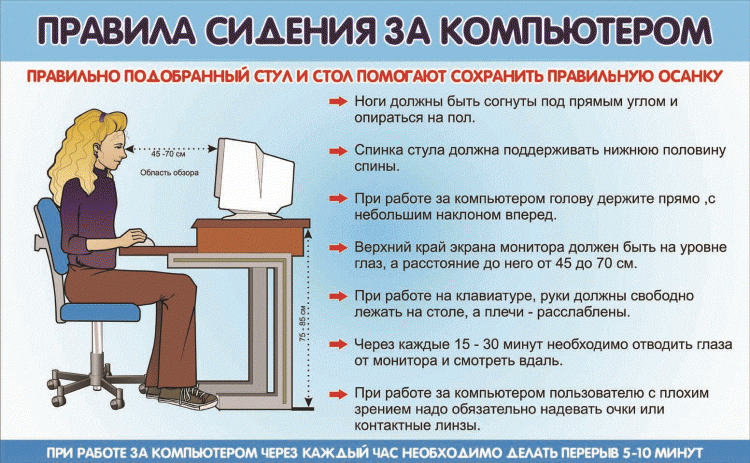 ПРАВИЛА СИДЕНИЯ ЗА КОМПЬЮТЕРОМ
ПРАВИЛЬНО ПОДОБРАННЫЙ СТУЛ И СТОЛ ПОМОГАЮТ СОХРАНИТЬ ПРАВИЛЬНУЮ ОСАНКУ
45 -70 см
Область обзора
75 - 85 см
Ноги должны быть согнуты под прямым углом и
опираться на пол.
Спинка стула должна поддерживать нижнюю половину
спины.
При работе за компьютером голову держите прямо ,с
небольшим наклоном вперед.
Верхний край экрана монитора должен быть на уровне
глаз, а расстояние до него от 45 до 70 см.
При работе на клавиатуре, руки должны свободно
лежать на столе, а плечи - расслаблены.
Через каждые 15 - 30 минут необходимо отводить глаза
от монитора и смотреть вдаль.
При работе за компьютером пользователю с плохим
зрением надо обязательно надевать очки или
контактные линзы.
ПРИ РАБОТЕ ЗА КОМПЬЮТЕРОМ ЧЕРЕЗ КАЖДЫЙ ЧАС НЕОБХОДИМО ДЕЛАТЬ ПЕРЕРЫВ 5-10 МИНУТ